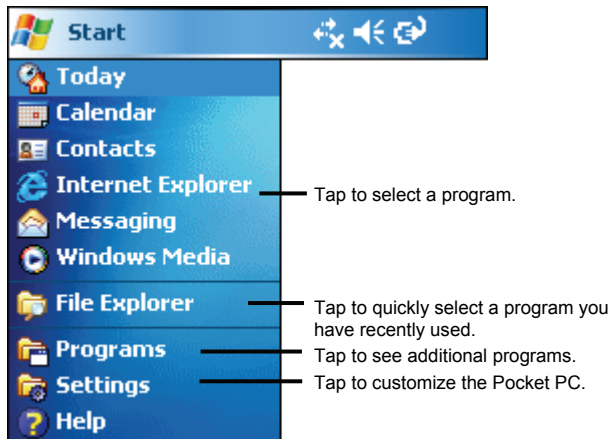 Start
Today
Calendar
Contacts
Internet Explorer
Tap to select a program.
Messaging
Windows Media
File Explorer
Tap to quickly select a program you
have recently used.
Programs
Tap to see additional programs.
Settings
Tap to customize the Pocket PC.
Help